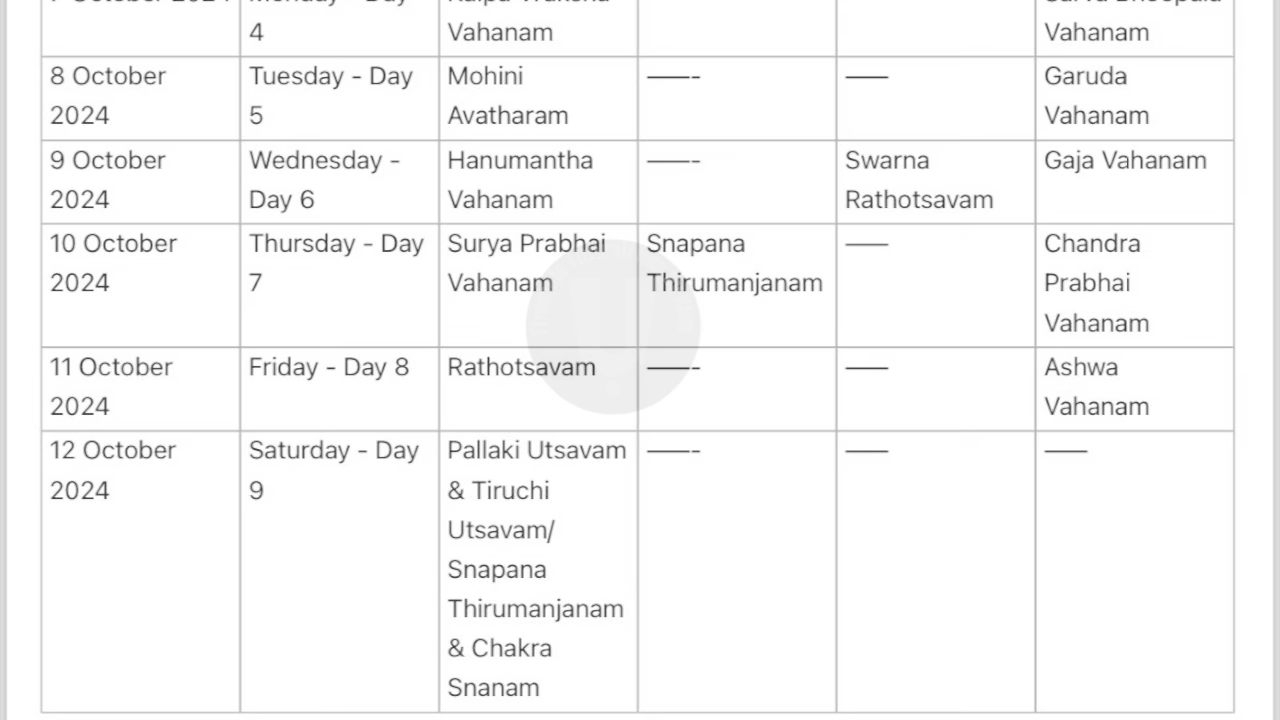 October 2024
Monday - Day
4
Kalpa
Vahanam
Sarva Bhoopala
Vahanam
8 October
2024
Tuesday - Day
5
Mohini
Avatharam
——-
——
Garuda
Vahanam
9 October
2024
Wednesday -
Day 6
Hanumantha
Vahanam
——-
Swarna
Rathotsavam
Gaja Vahanam
10 October
2024
Thursday - Day
7
Surya Prabhai
Vahanam
Snapana
Thirumanjanam
——
Chandra
Prabhai
Vahanam
11 October
2024
Friday - Day 8
Rathotsavam
——-
——
Ashwa
Vahanam
12 October
2024
Saturday - Day
9
Pallaki Utsavam
& Tiruchi
Utsavam/
Snapana
Thirumanjanam
& Chakra
Snanam
——-
——
——